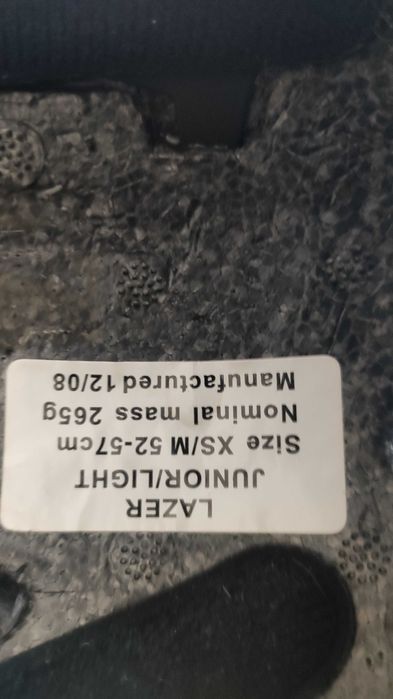 LAZER
JUNIOR/LIGHT
Size XS/M 52-57cm
Nominal mass 265g
Manufactured 12/08